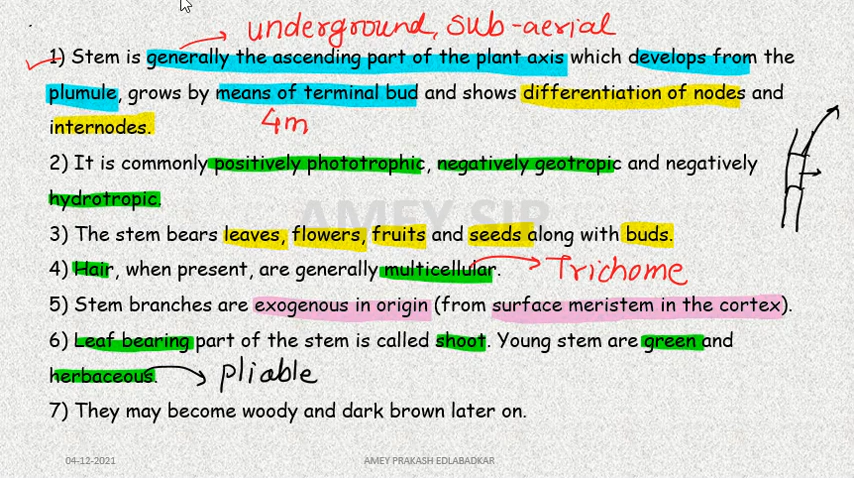 underground, sub-aerial
1) Stem is generally the ascending part of the plant axis which develops from the
plumule, grows by means of terminal bud and shows differentiation of nodes and
internodes.
4m
2) It is commonly positively phototrophic, negatively geotropic and negatively
hydrotropic.
AMEY SIR
3) The stem bears leaves, flowers, fruits and seeds along with buds.
4) Hair, when present, are generally multicellular. Trichome
5) Stem branches are exogenous in origin (from surface meristem in the cortex).
6) Leaf bearing part of the stem is called shoot. Young stem are green and
herbaceous. pliable
7) They may become woody and dark brown later on.
04-12-2021 AMEY PRAKASH EDLABADKAR